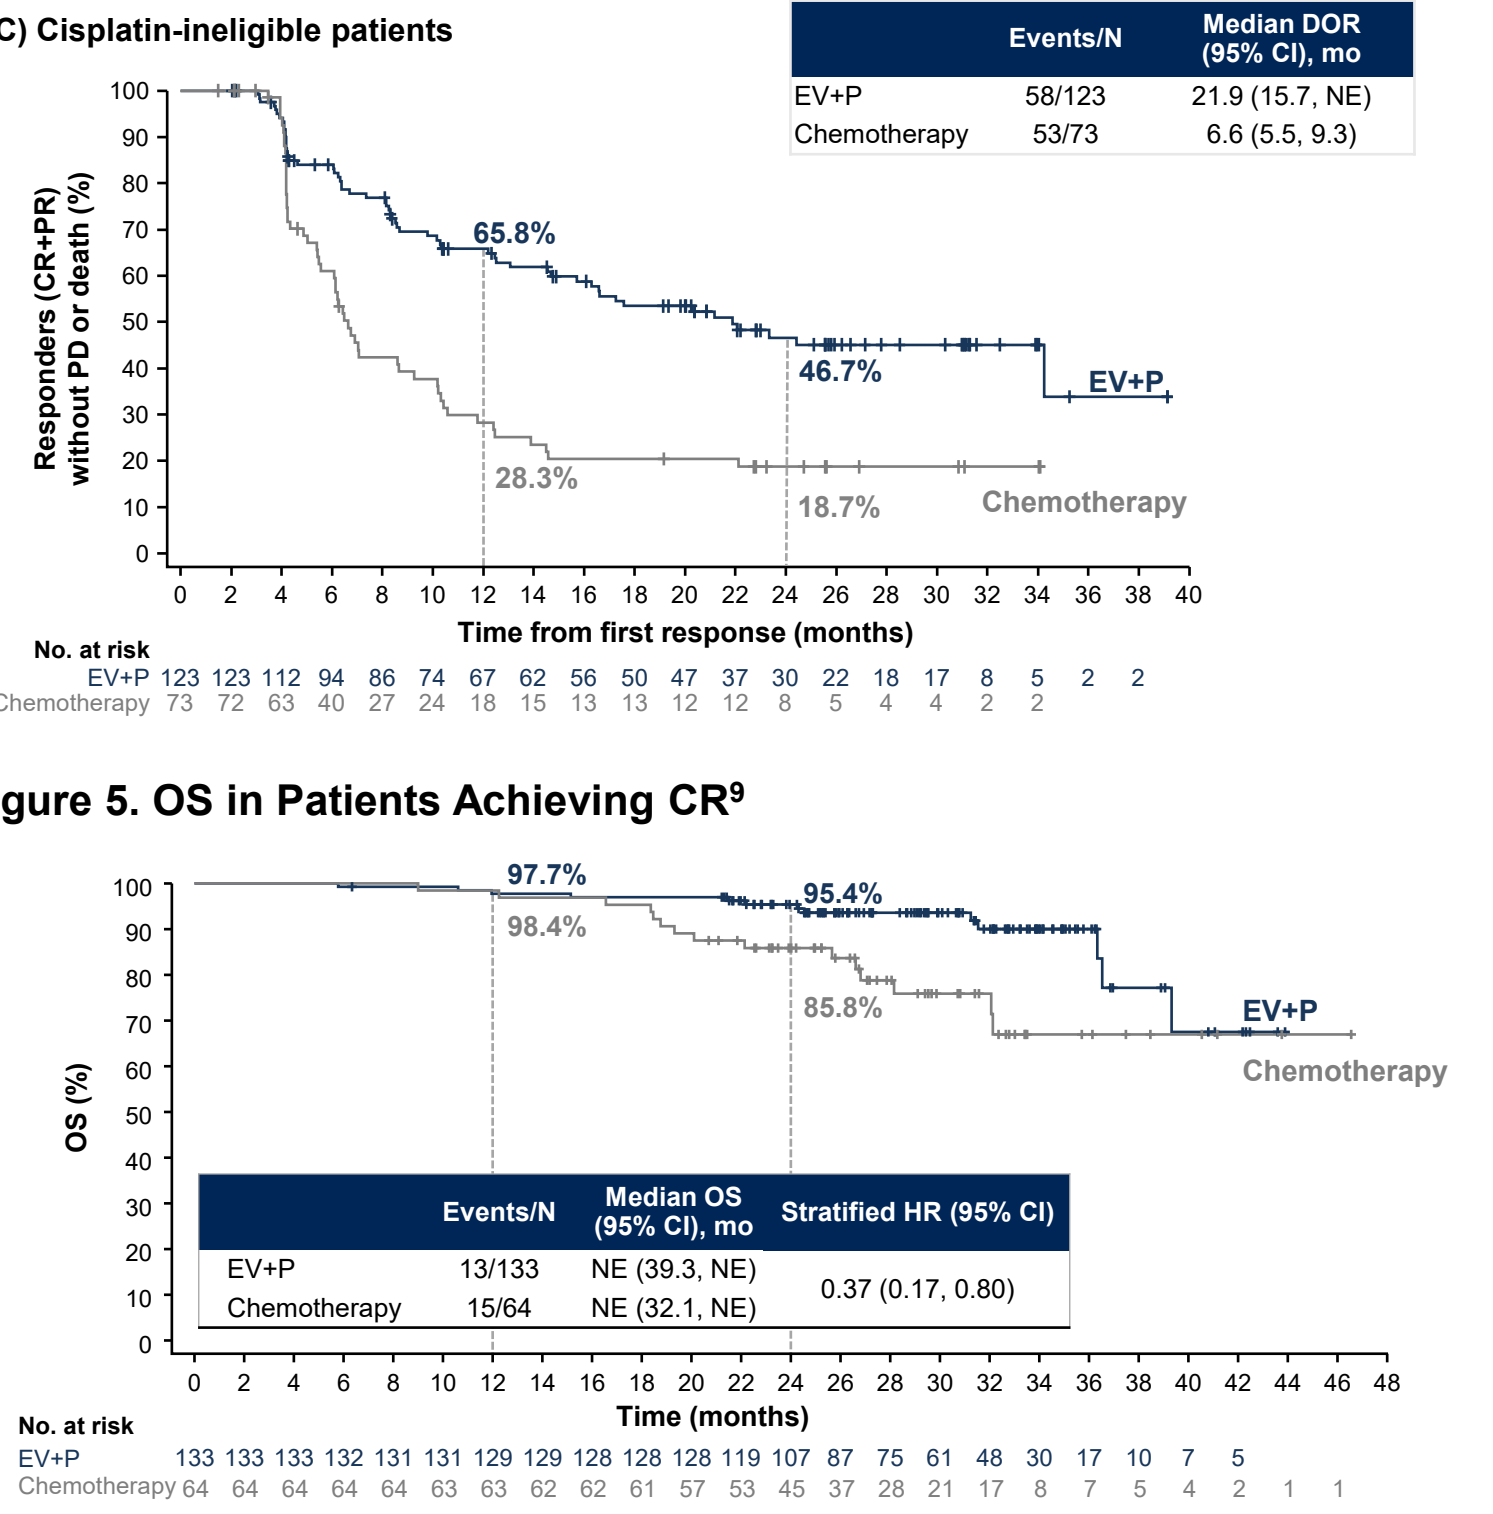 C) Cisplatin-ineligible patients
Events/N
Median DOR
(95% CI), mo
EV+P 58/123 21.9 (15.7, NE)
Chemotherapy 53/73 6.6 (5.5, 9.3)
Responders (CR+PR)
without PD or death (%)
100
90
80
70
60
50
40
30
20
10
0
65.8%
46.7%
EV+P
28.3%
18.7%
Chemotherapy
0 2 4 6 8 10 12 14 16 18 20 22 24 26 28 30 32 34 36 38 40
Time from first response (months)
No. at risk
EV+P 123 123 112 94 86 74 67 62 56 50 47 37 30 22 18 17 8 5 2 2
Chemotherapy 73 72 63 40 27 24 18 15 13 13 12 12 8 5 4 4 2 2
gure 5. OS in Patients Achieving CR⁹
OS (%)
100
90
80
70
60
50
40
30
20
10
0
97.7%
95.4%
98.4%
85.8%
EV+P
Chemotherapy
Events/N
Median OS
(95% CI), mo
Stratified HR (95% CI)
EV+P 13/133 NE (39.3, NE)
0.37 (0.17, 0.80)
Chemotherapy 15/64 NE (32.1, NE)
0 2 4 6 8 10 12 14 16 18 20 22 24 26 28 30 32 34 36 38 40 42 44 46 48
Time (months)
No. at risk
EV+P 133 133 133 132 131 131 129 129 128 128 128 119 107 87 75 61 48 30 17 10 7 5
Chemotherapy 64 64 64 64 64 63 63 62 62 61 57 53 45 37 28 21 17 8 7 5 4 2 1 1